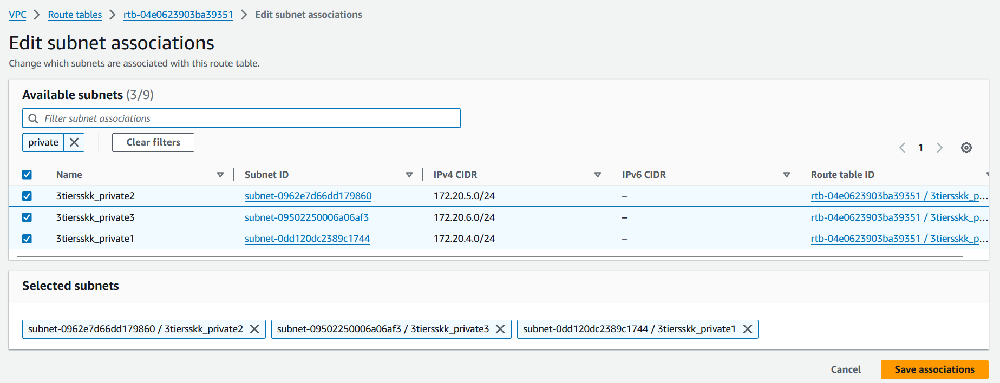 VPC > Route tables > rtb-04e0623903ba39351 > Edit subnet associations
Edit subnet associations
Change which subnets are associated with this route table.
Available subnets (3/9)
Filter subnet associations
private Clear filters
1
Name Subnet ID IPv4 CIDR IPv6 CIDR Route table ID
3tiersskk_private2 subnet-0962e7d66dd179860 172.20.5.0/24 – rtb-04e0623903ba39351 / 3tiersskk_p...
3tiersskk_private3 subnet-09502250006a06af3 172.20.6.0/24 – rtb-04e0623903ba39351 / 3tiersskk_p...
3tiersskk_private1 subnet-0dd120dc2389c1744 172.20.4.0/24 – rtb-04e0623903ba39351 / 3tiersskk_p...
Selected subnets
subnet-0962e7d66dd179860 / 3tiersskk_private2 subnet-09502250006a06af3 / 3tiersskk_private3 subnet-0dd120dc2389c1744 / 3tiersskk_private1
Cancel Save associations